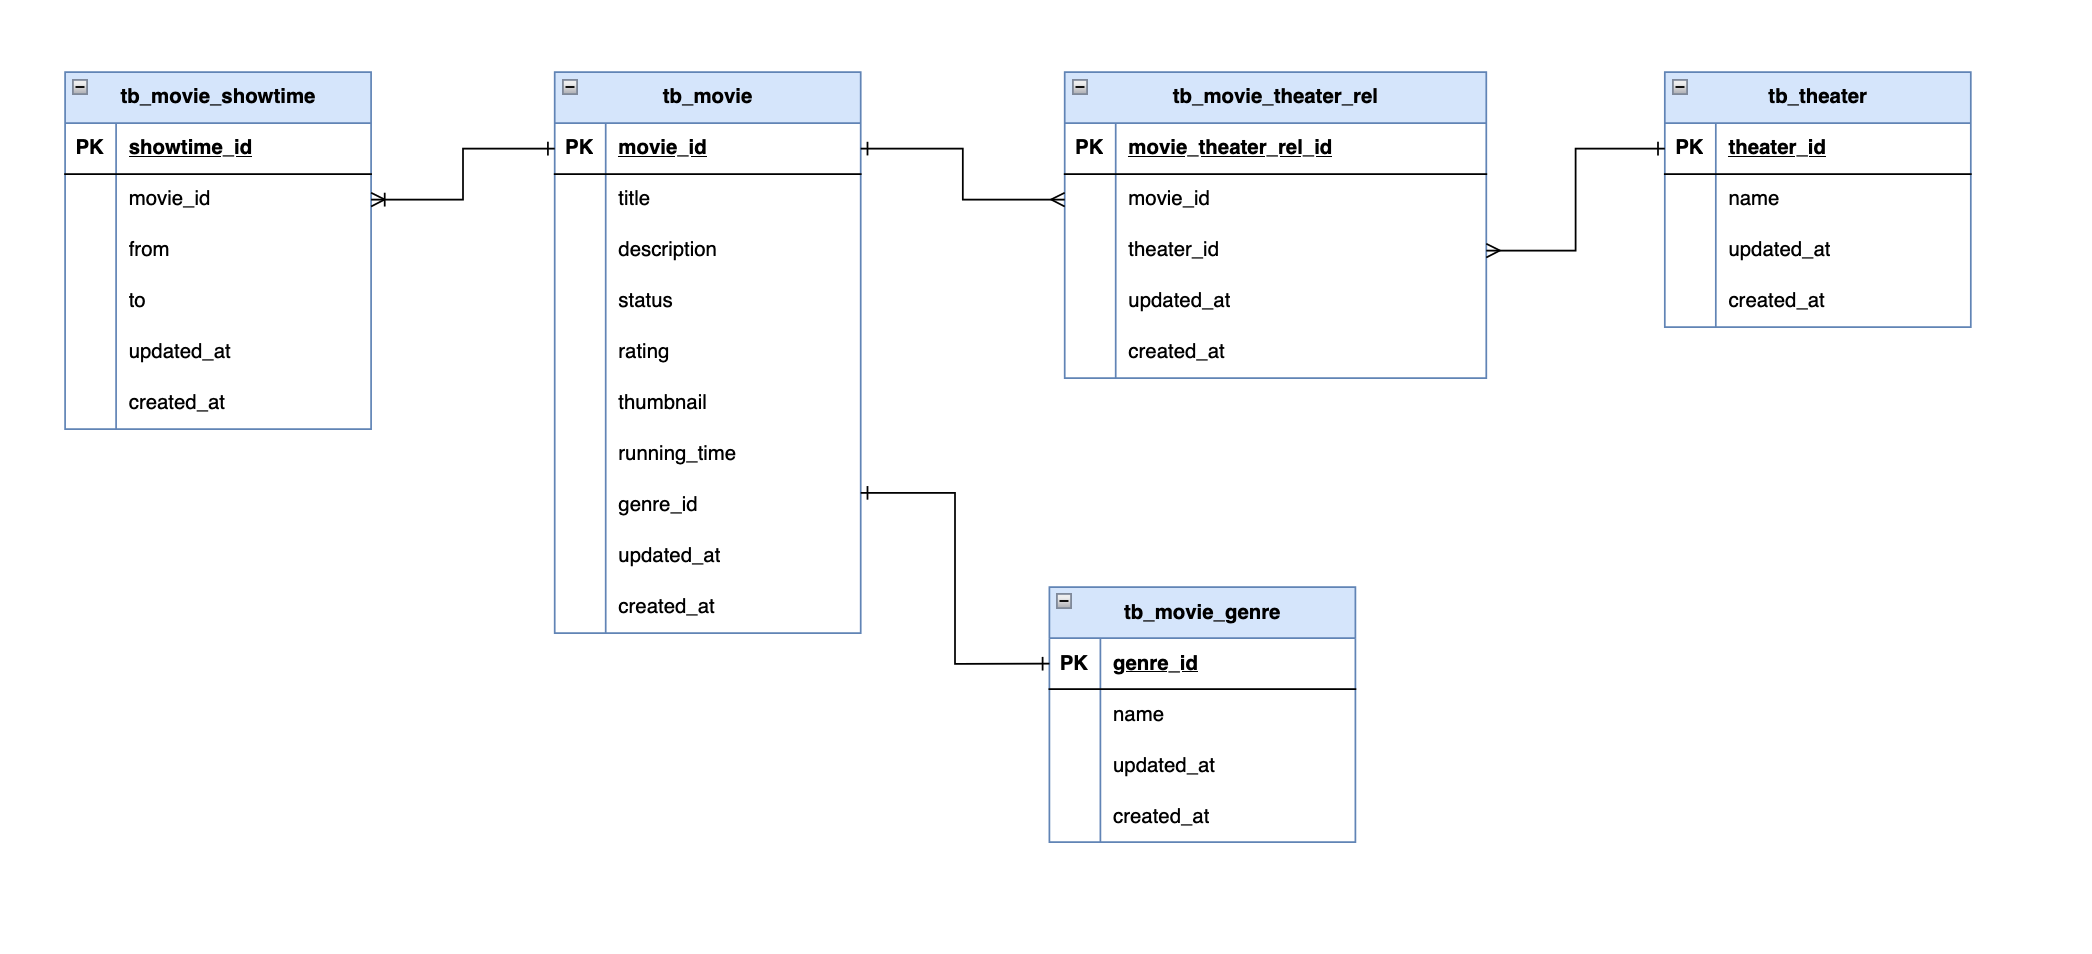 tb_movie_showtime
PK showtime_id
movie_id
from
to
updated_at
created_at
tb_movie
PK movie_id
title
description
status
rating
thumbnail
running_time
genre_id
updated_at
created_at
tb_movie_theater_rel
PK movie_theater_rel_id
movie_id
theater_id
updated_at
created_at
tb_theater
PK theater_id
name
updated_at
created_at
tb_movie_genre
PK genre_id
name
updated_at
created_at